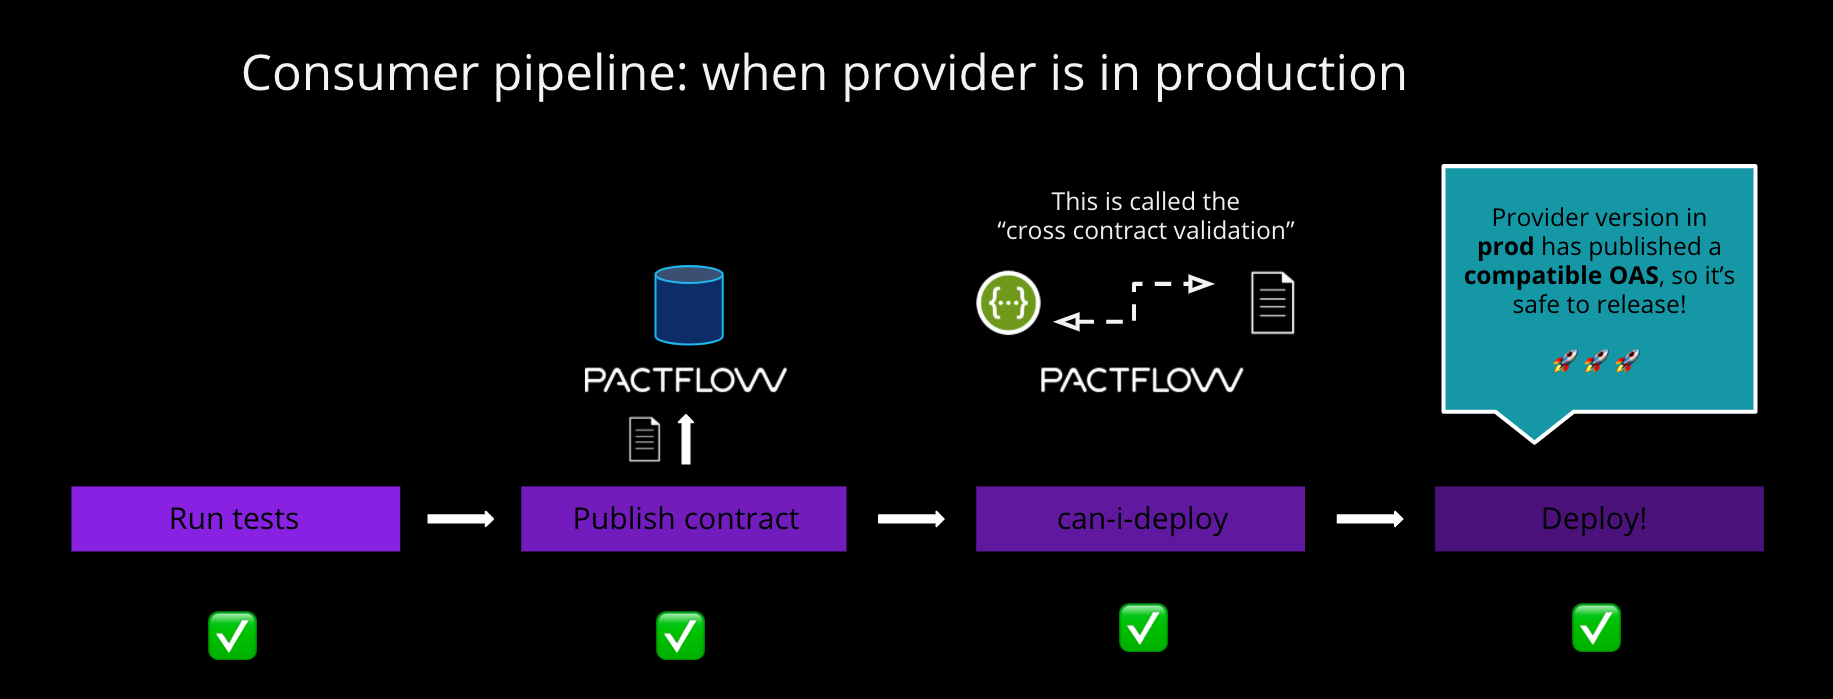 Consumer pipeline: when provider is in production
This is called the
“cross contract validation”
Provider version in
prod has published a
compatible OAS, so it’s
safe to release!
{···}
PACTFLOW
PACTFLOW
Run tests
Publish contract
can-i-deploy
Deploy!